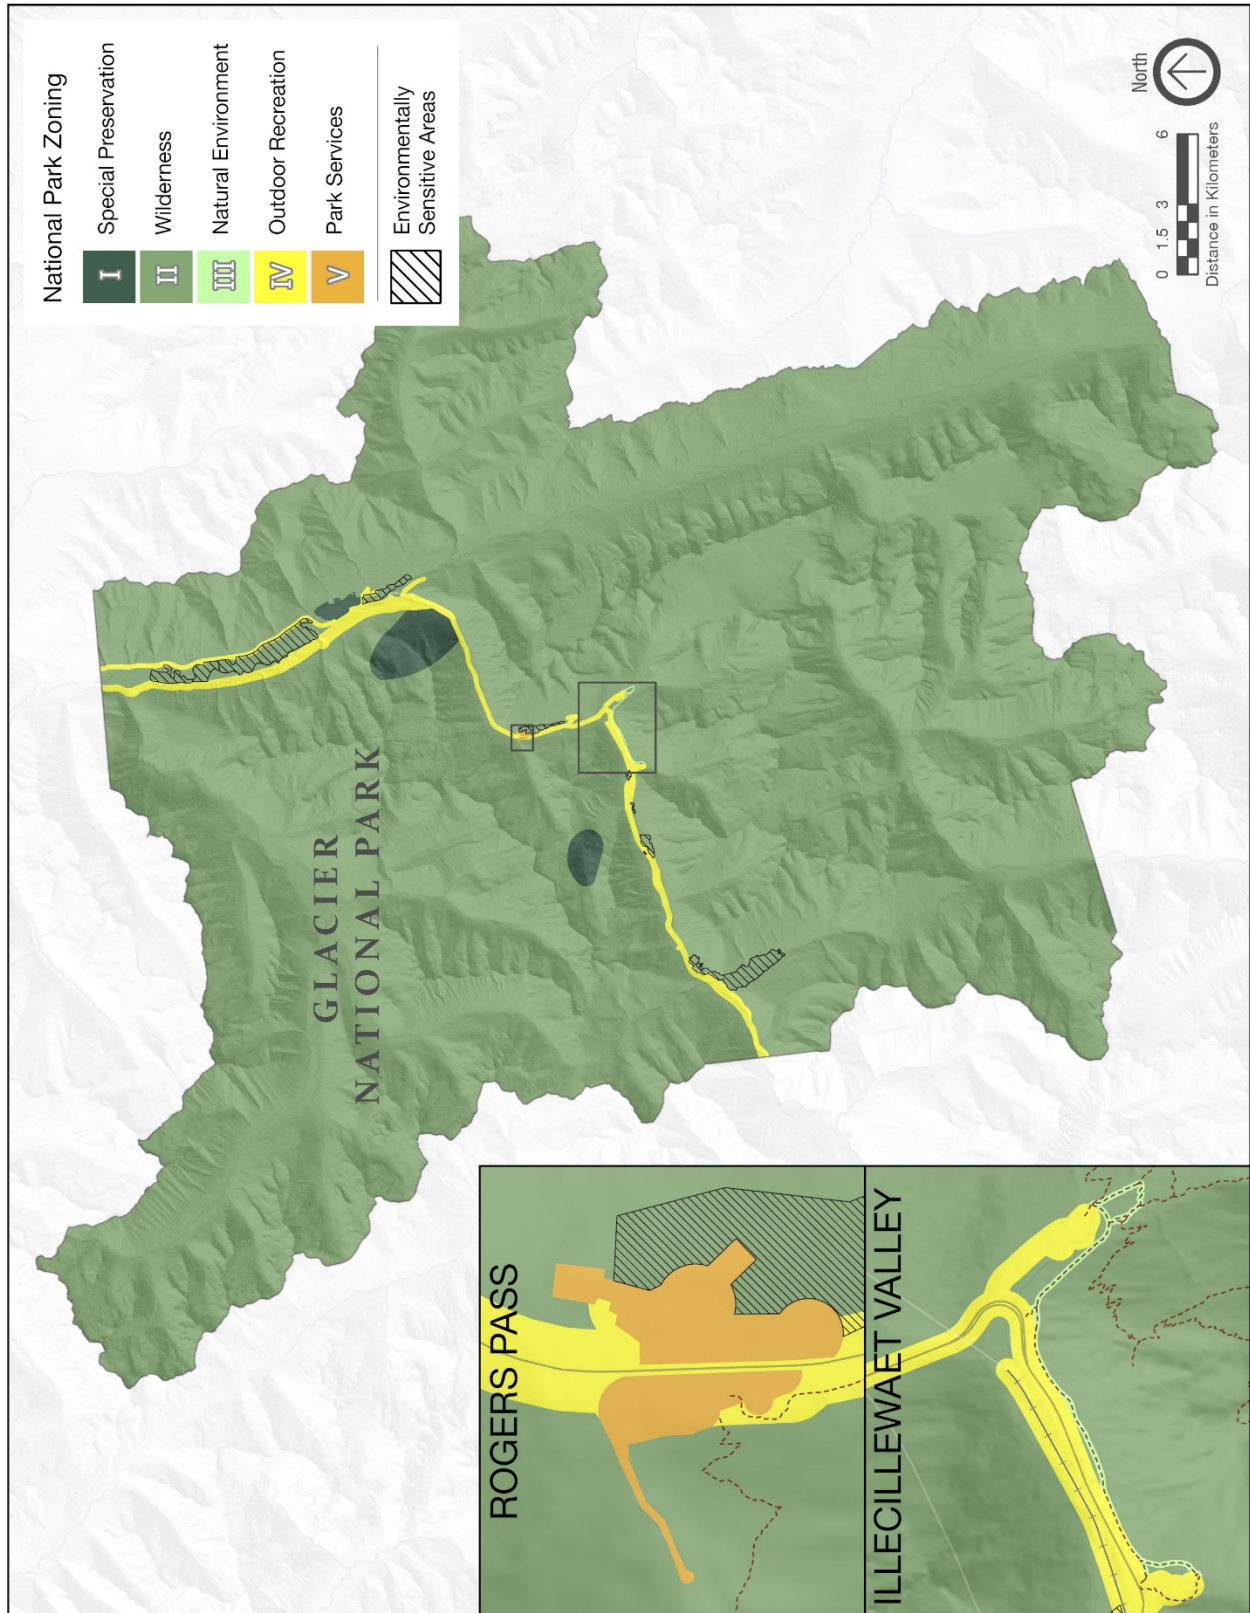 National Park Zoning
I Special Preservation
II Wilderness
III Natural Environment
IV Outdoor Recreation
V Park Services
Environmentally
Sensitive Areas
GLACIER
NATIONAL PARK
ROGERS PASS
ILLECILLEWAET VALLEY
0 1.5 3 6
Distance in Kilometers
North